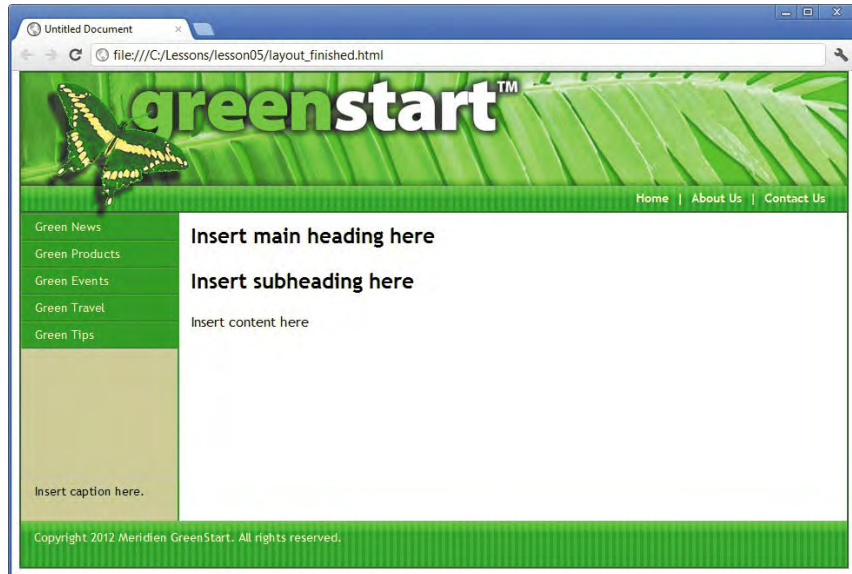 Untitled Document
file:///C:/Lessons/lesson05/layout_finished.html
greenstart™
Home | About Us | Contact Us
Green News
Green Products
Green Events
Green Travel
Green Tips
Insert main heading here
Insert subheading here
Insert content here
Insert caption here.
Copyright 2012 Meridien GreenStart. All rights reserved.